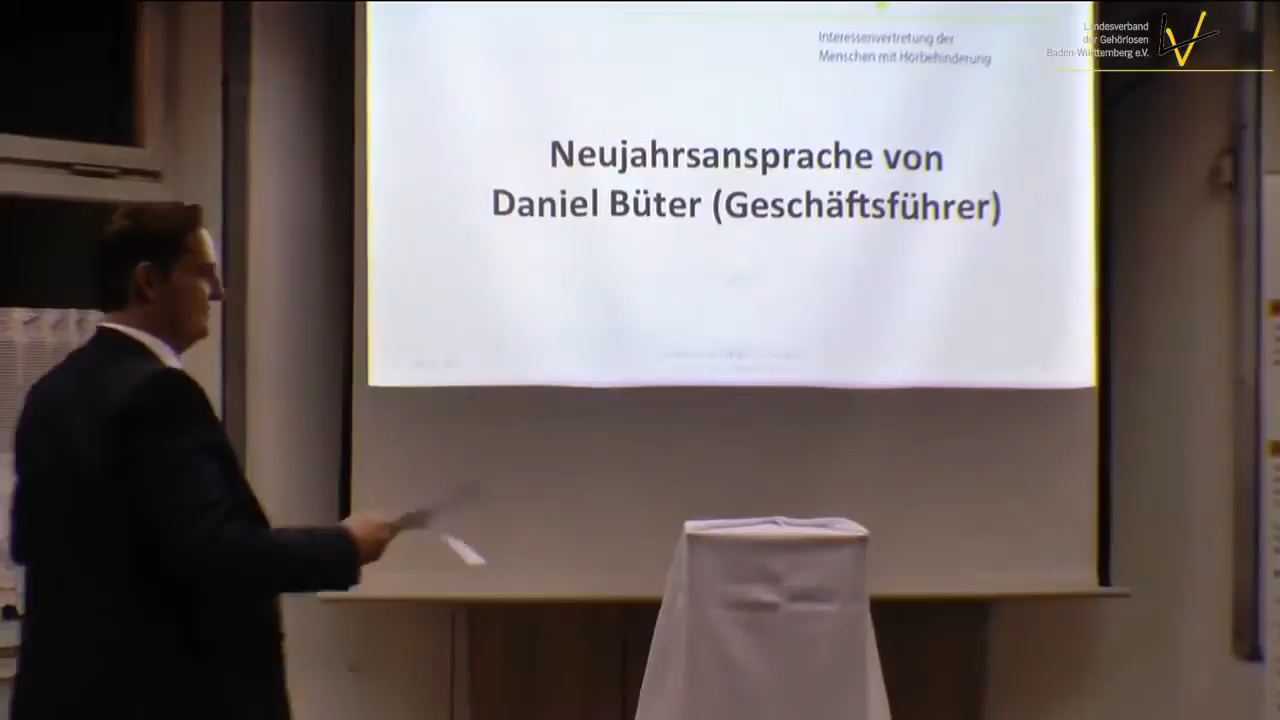 Interessenvertretung der
Menschen mit Hörbehinderung
Landesverband
der Gehörlosen
Baden-Württemberg e.V.
Neujahrsansprache von
Daniel Büter (Geschäftsführer)